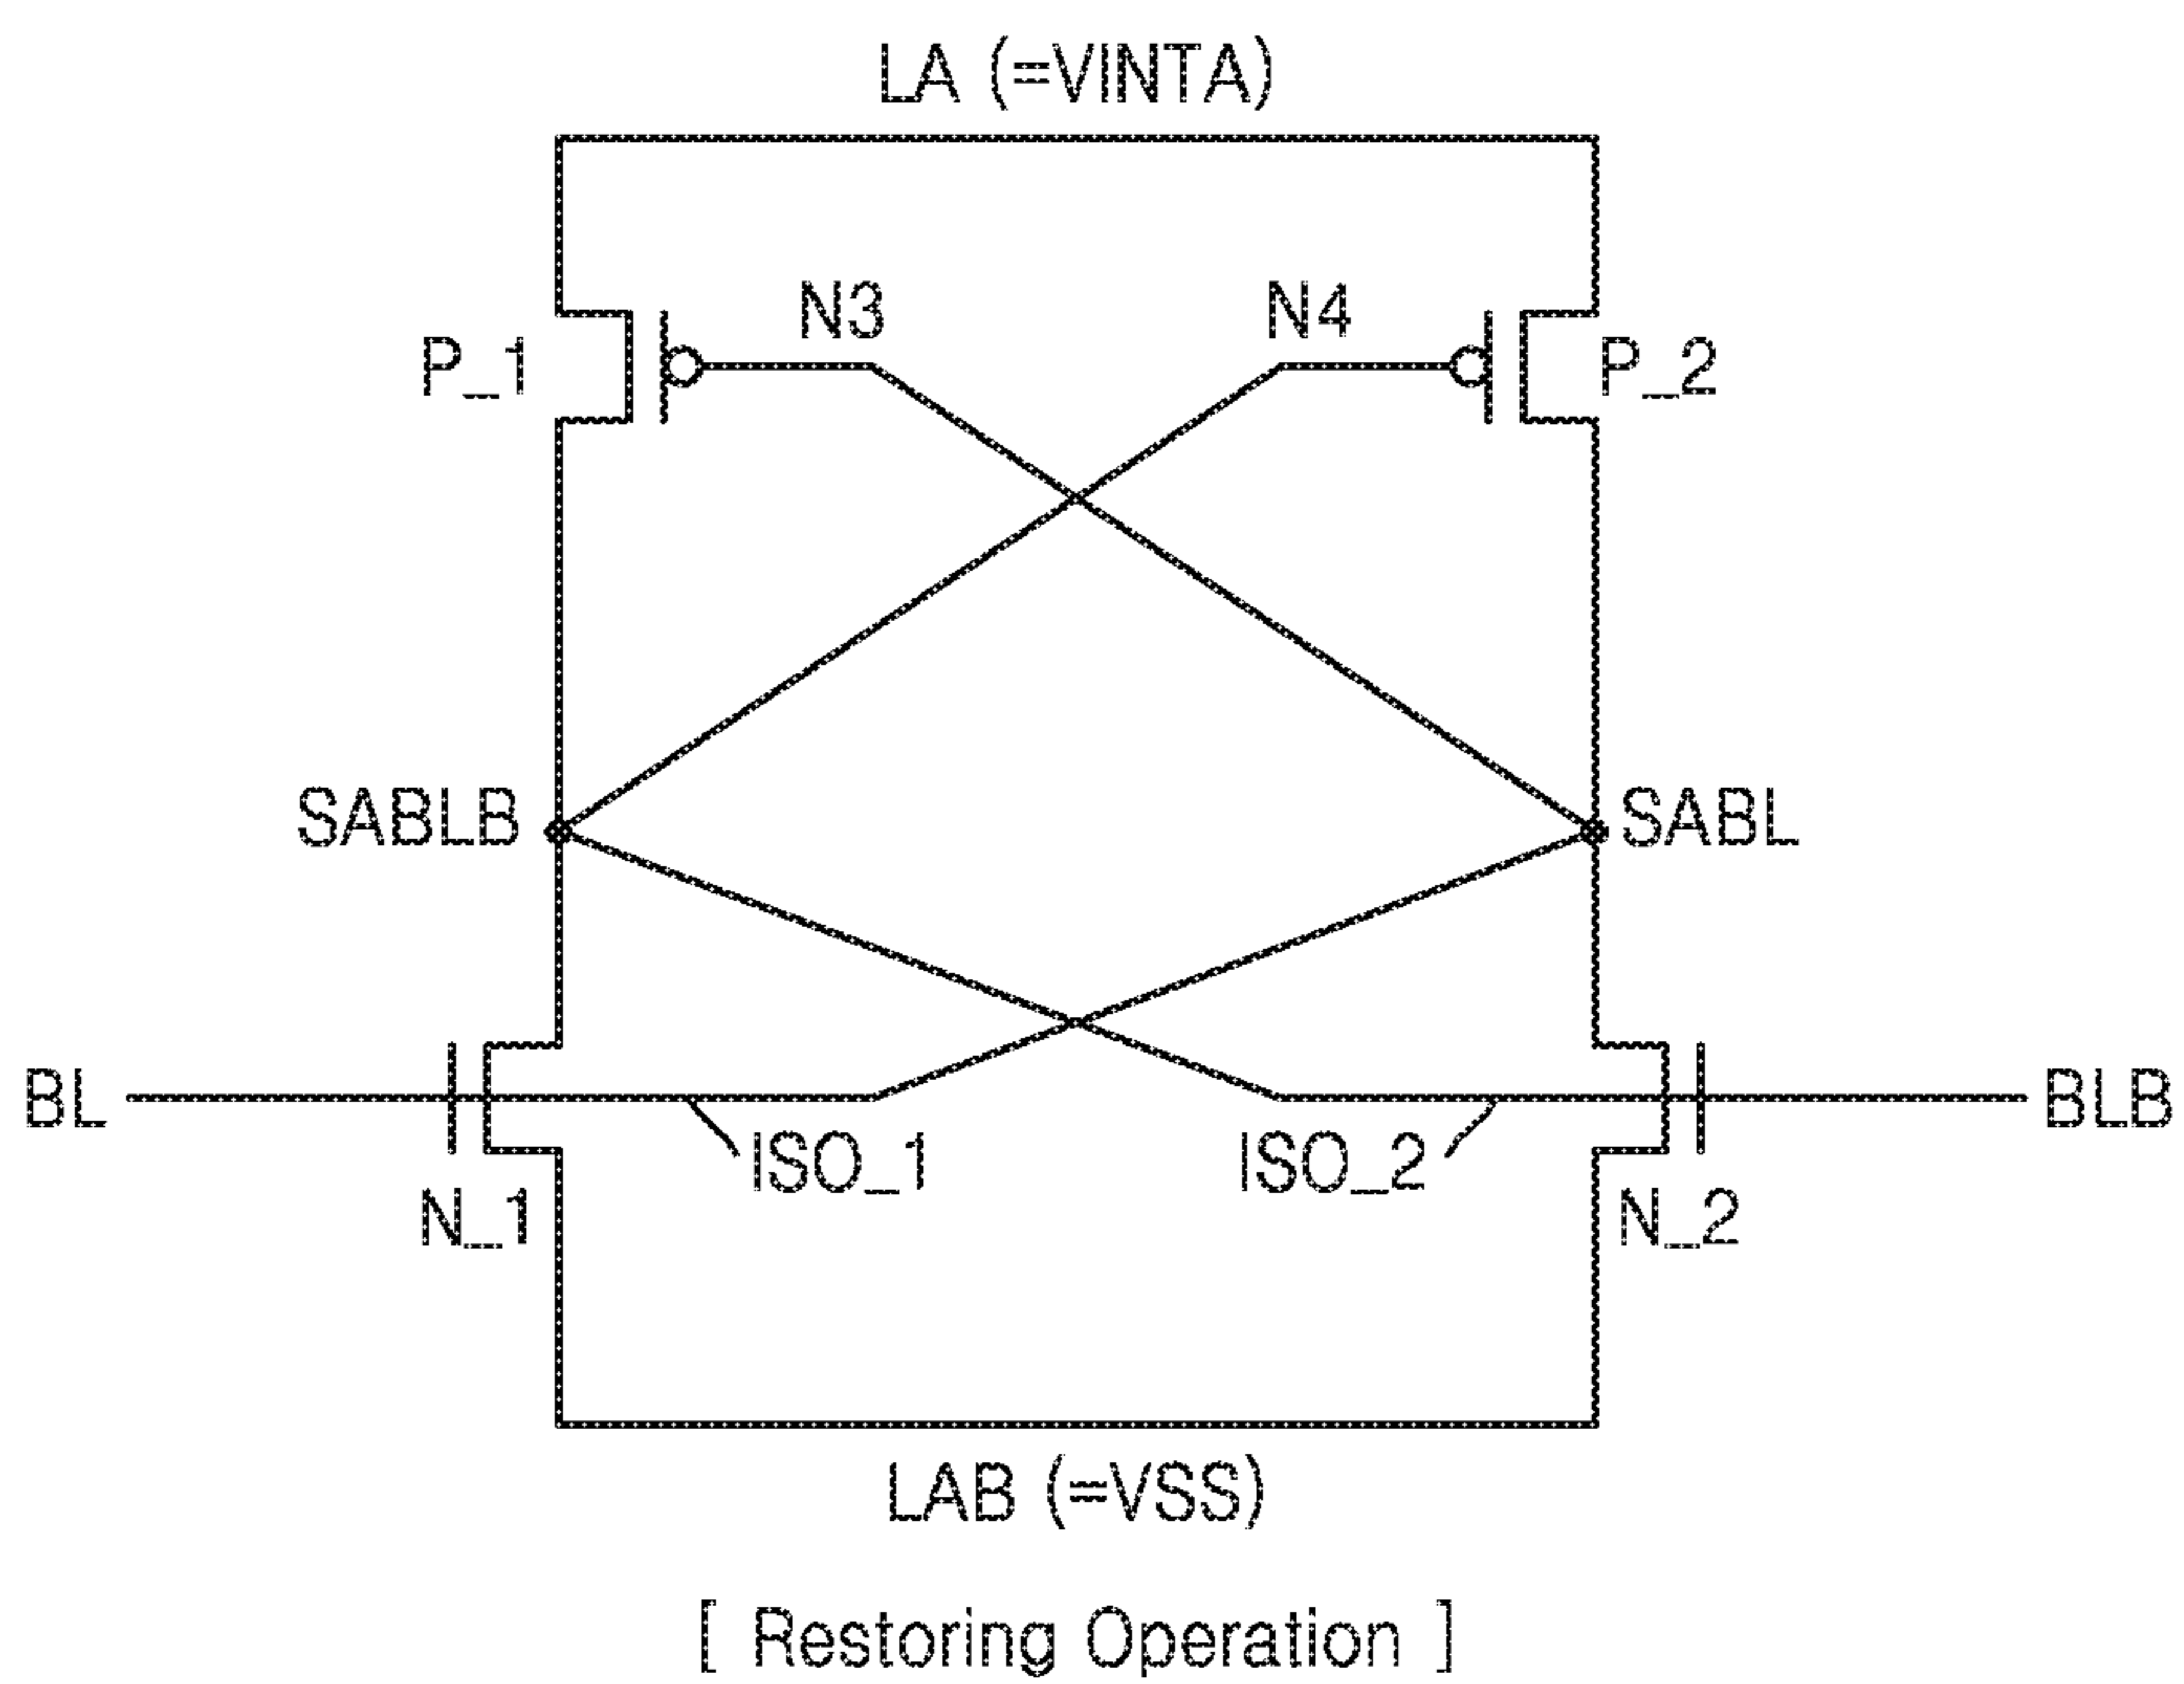 LA (=VINTA)
N3
N4
P_1
P_2
SABLB
SABL
BL
BLB
ISO_1
ISO_2
N_1
N_2
LAB (=VSS)
[ Restoring Operation ]